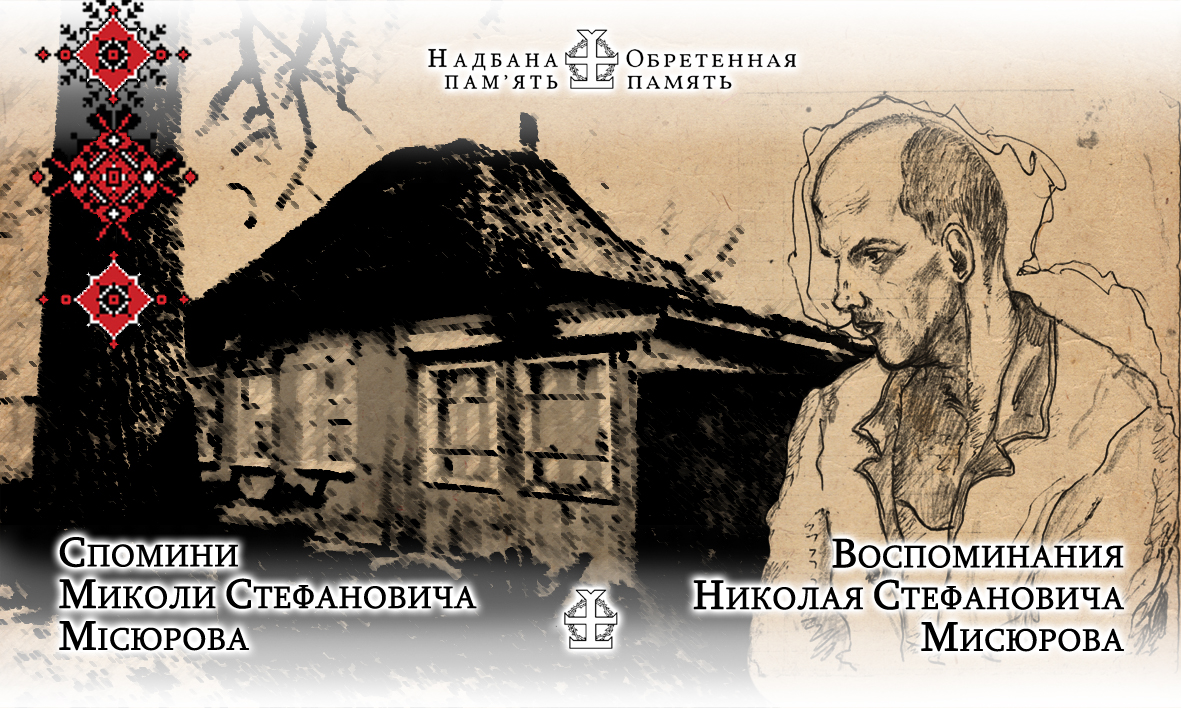 Надбана
пам'ять
Обретенная
память
Спомини
Миколи Стефановича
Місюрова
Воспоминания
Николая Стефановича
Мисюрова